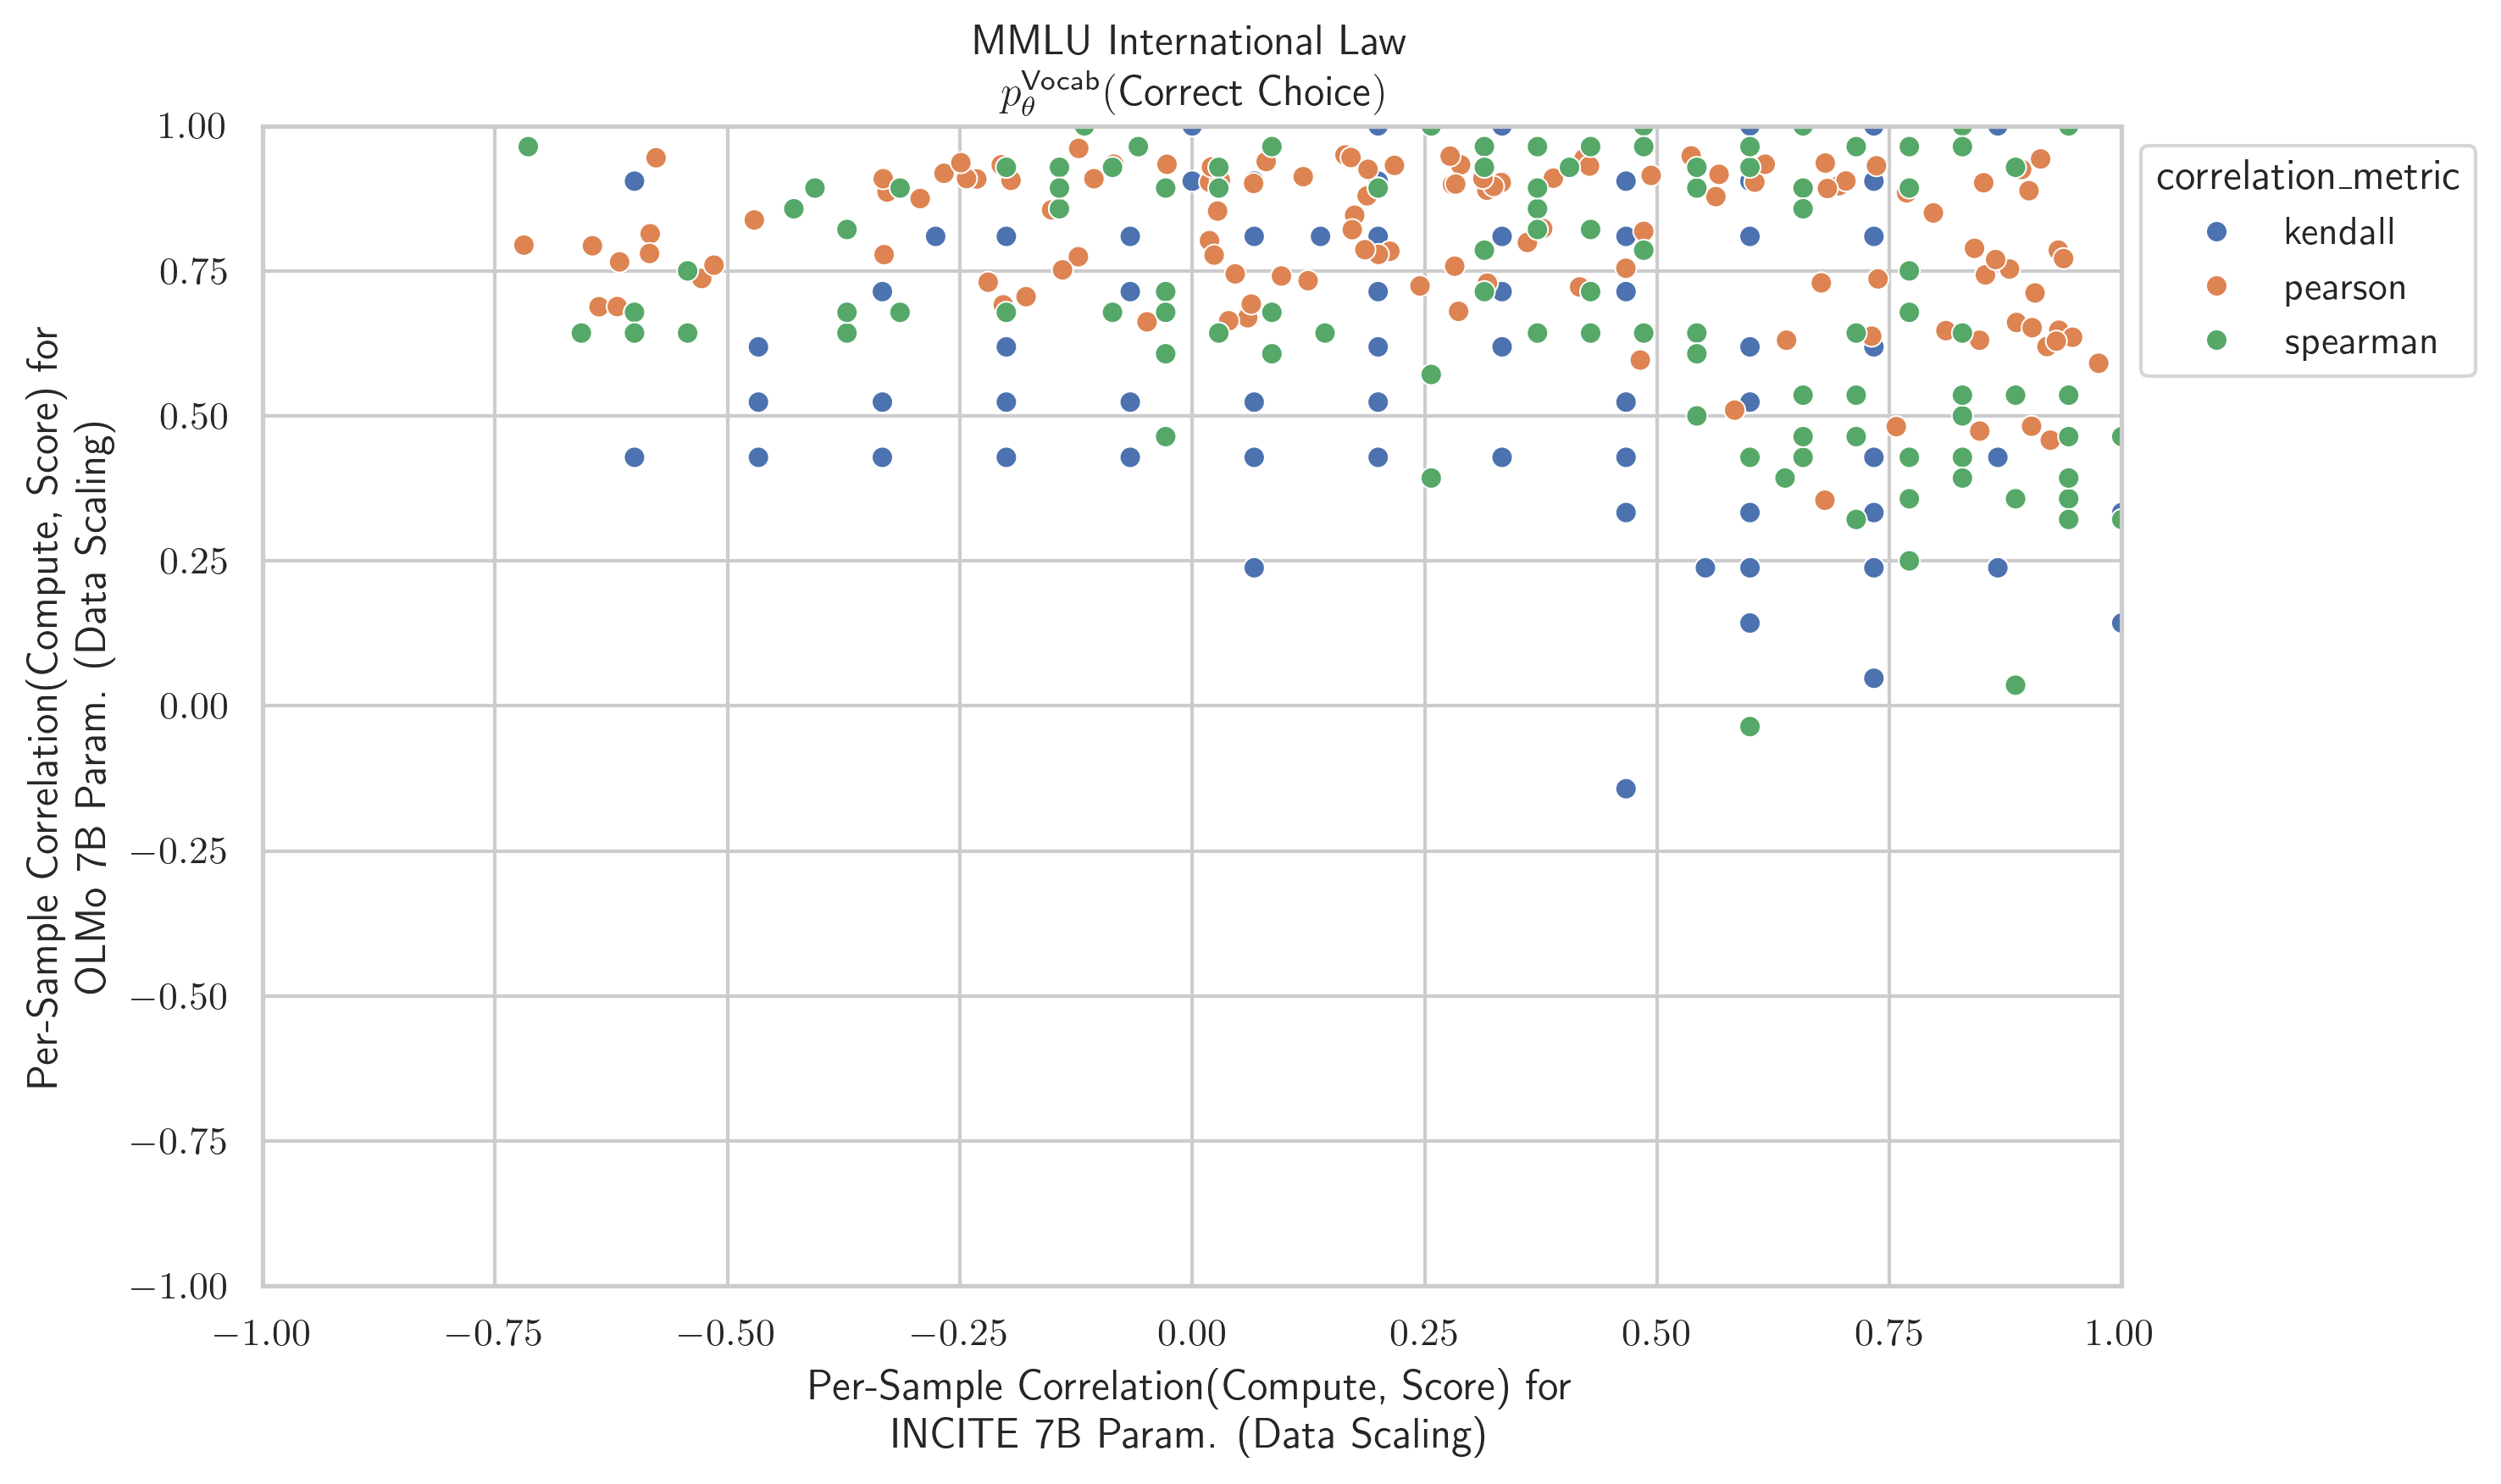 MMLU International Law
p_θ^Vocab(Correct Choice)
1.00
0.75
0.50
0.25
0.00
−0.25
−0.50
−0.75
−1.00
Per-Sample Correlation(Compute, Score) for
OLMo 7B Param. (Data Scaling)
−1.00 −0.75 −0.50 −0.25 0.00 0.25 0.50 0.75 1.00
Per-Sample Correlation(Compute, Score) for
INCITE 7B Param. (Data Scaling)
correlation_metric
kendall
pearson
spearman